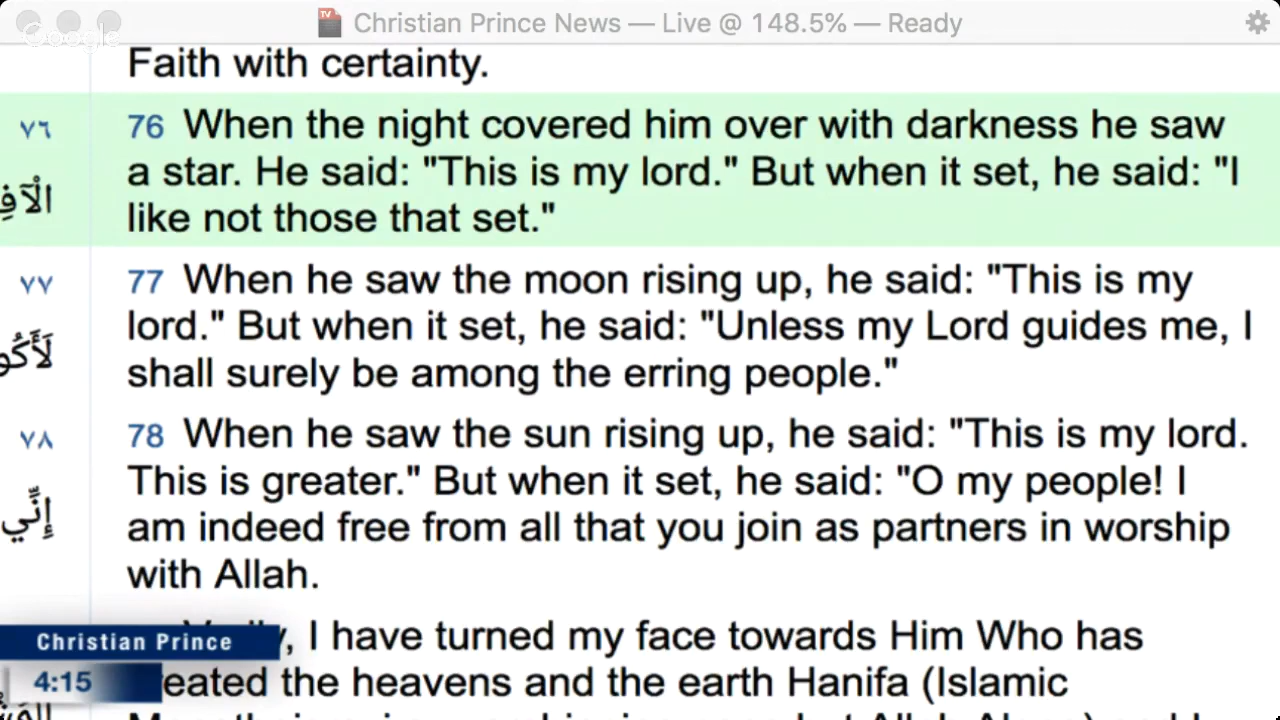 Christian Prince News — Live @ 148.5% — Ready
Google
Faith with certainty.
٧٦
76 When the night covered him over with darkness he saw
a star. He said: "This is my lord." But when it set, he said: "I
like not those that set."
٧٧
77 When he saw the moon rising up, he said: "This is my
lord." But when it set, he said: "Unless my Lord guides me, I
shall surely be among the erring people."
٧٨
78 When he saw the sun rising up, he said: "This is my lord.
This is greater." But when it set, he said: "O my people! I
am indeed free from all that you join as partners in worship
إِنِّي
with Allah.
I have turned my face towards Him Who has
Christian Prince
the heavens and the earth Hanifa (Islamic
4:15